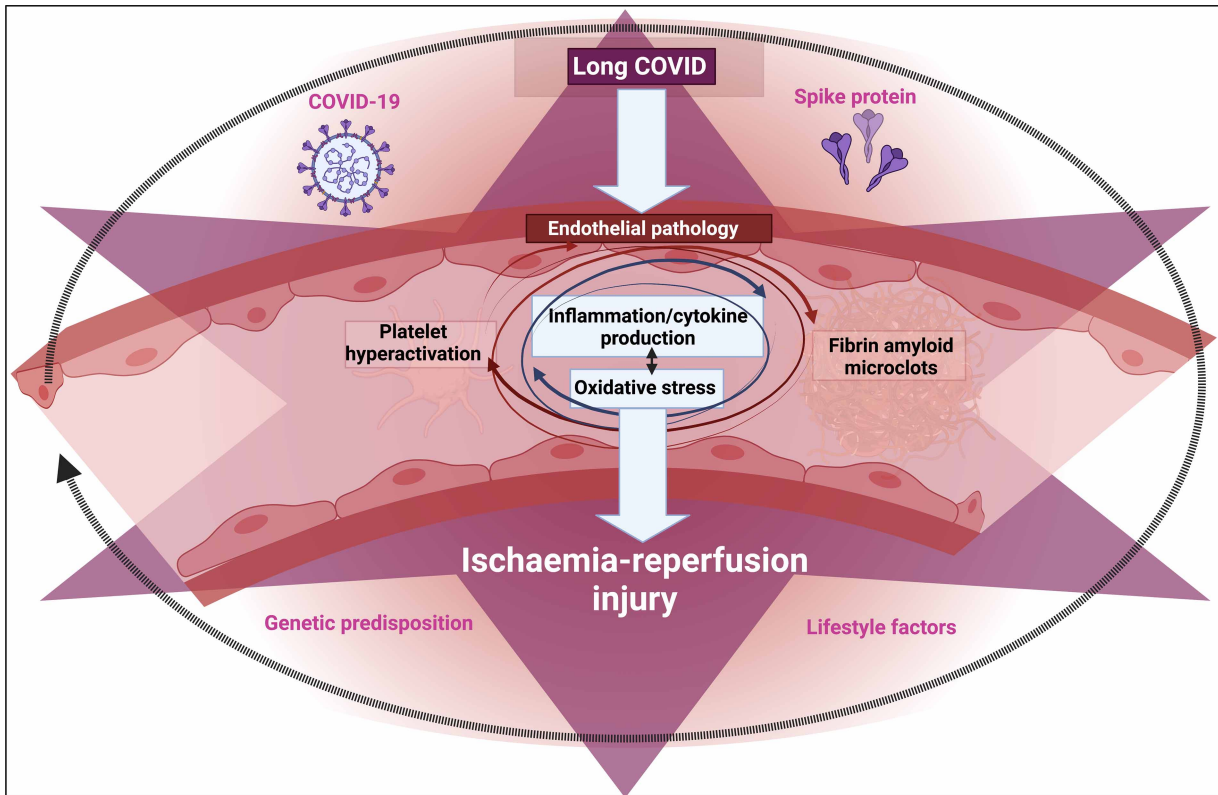 Long COVID
COVID-19
Spike protein
Endothelial pathology
Inflammation/cytokine
production
Platelet
hyperactivation
Fibrin amyloid
microclots
Oxidative stress
Ischaemia-reperfusion
injury
Genetic predisposition
Lifestyle factors